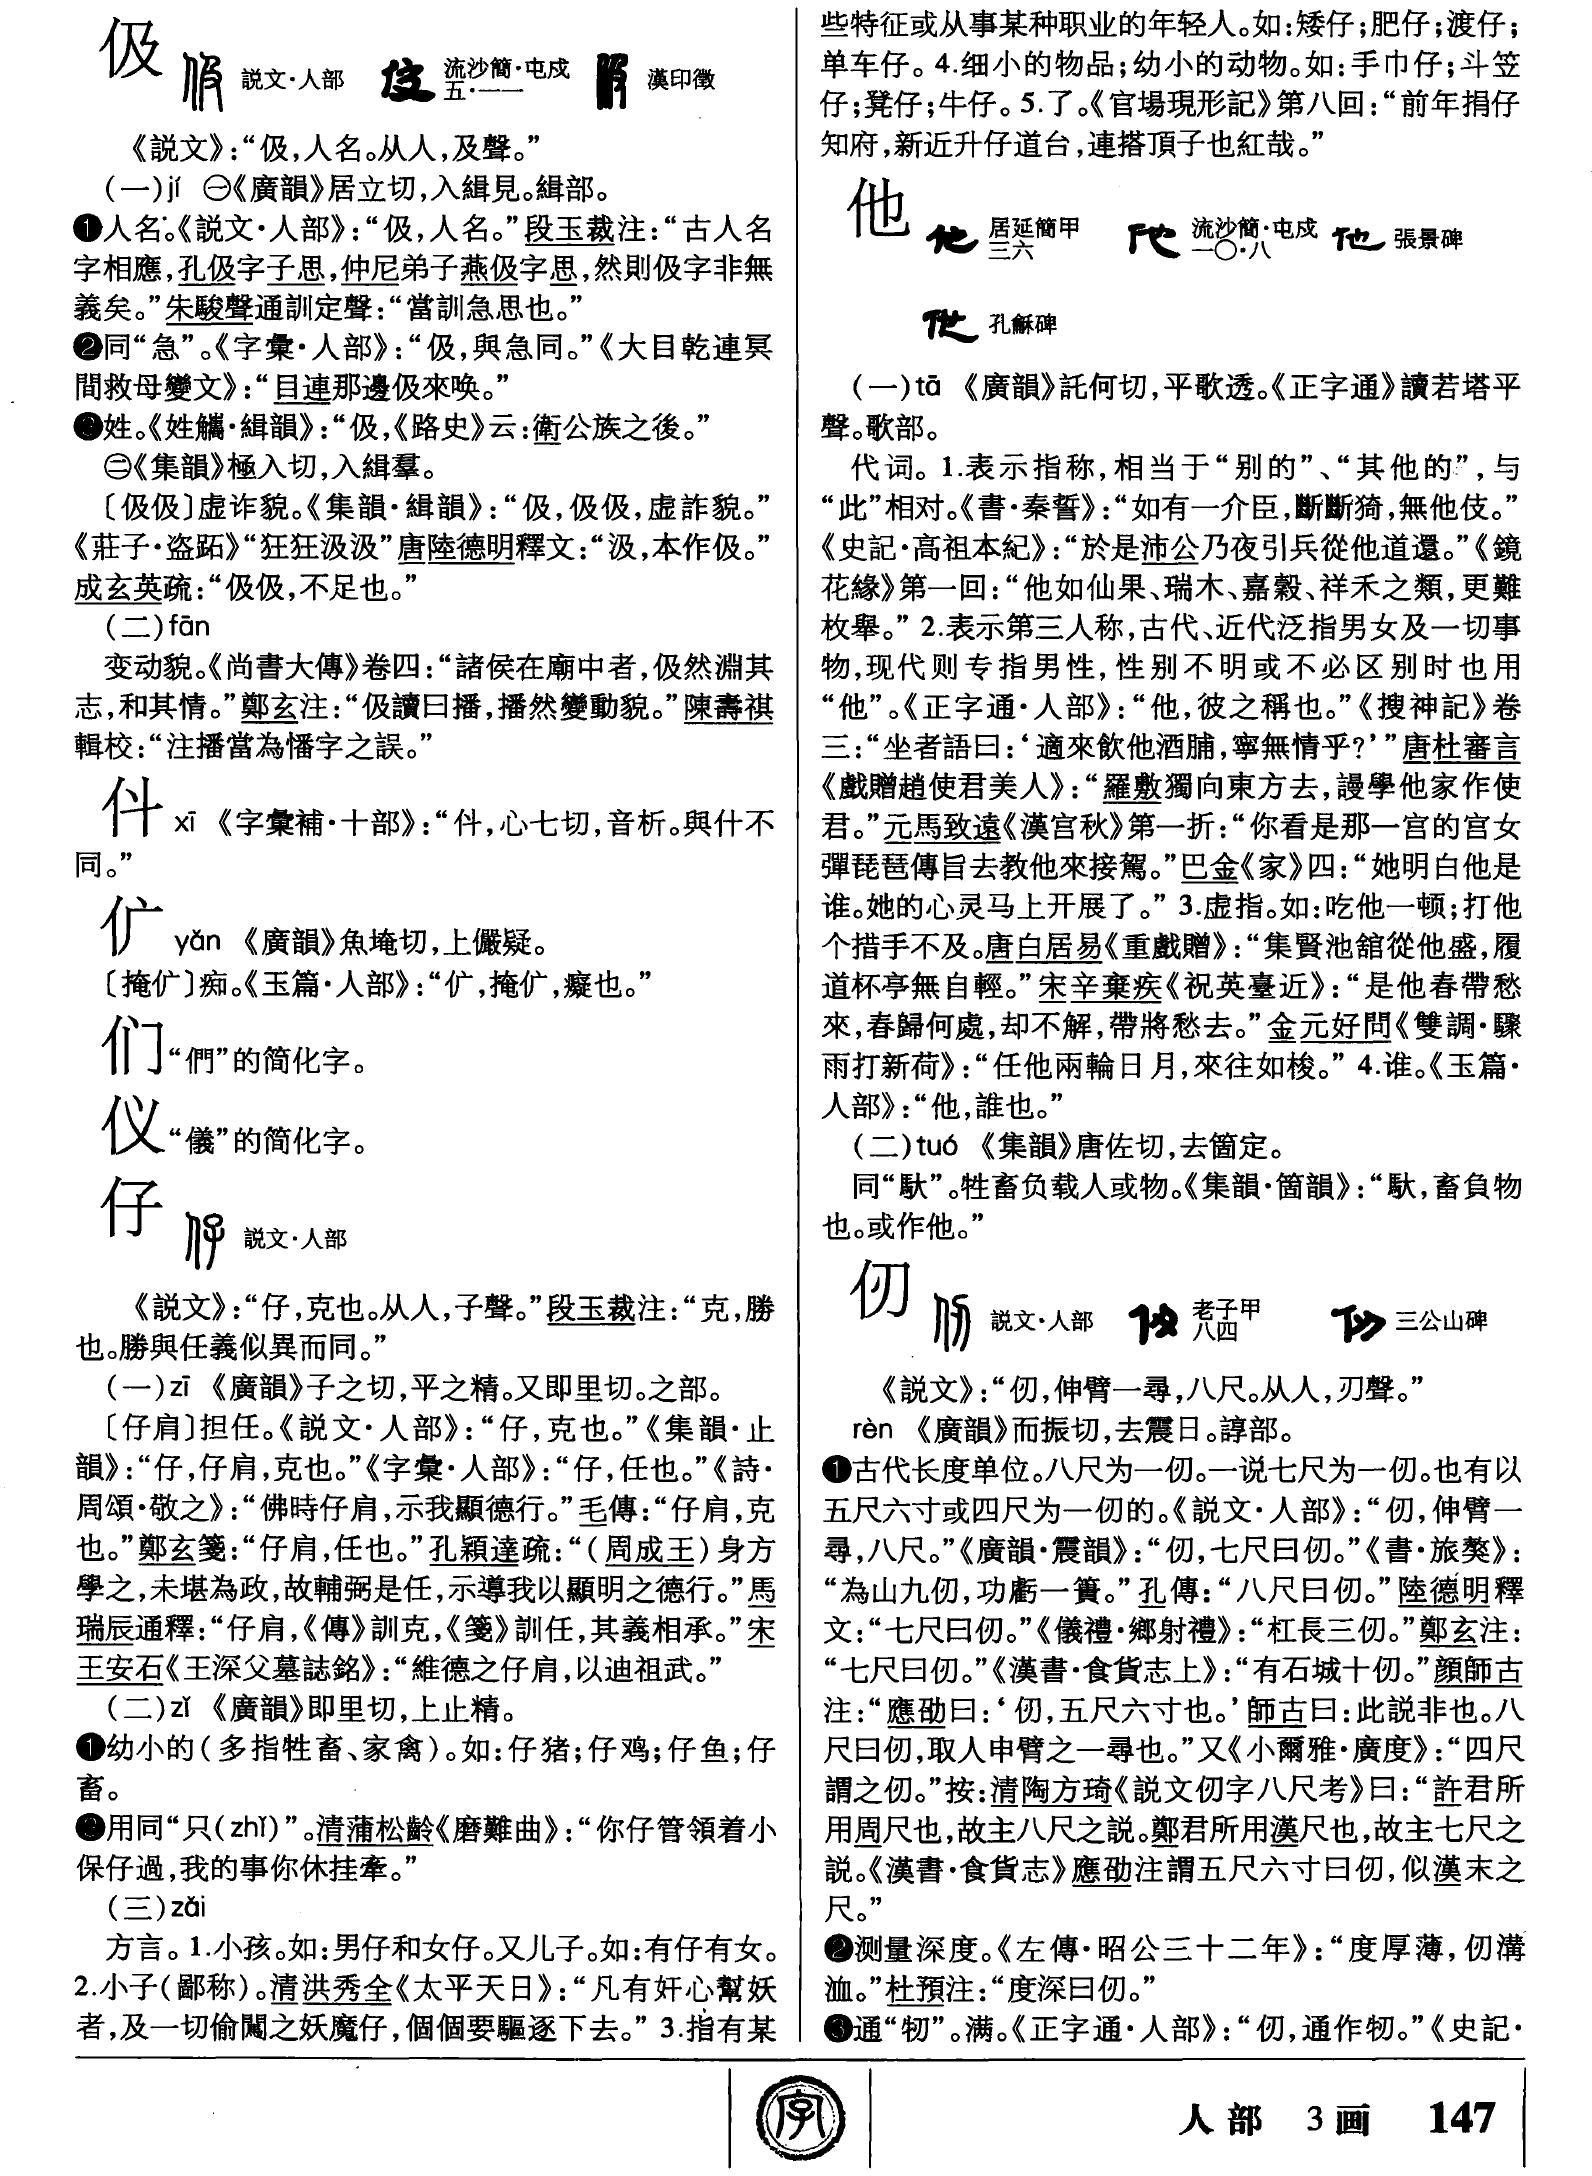 伋
説文·人部 流沙簡·屯戍五·一一 漢印徵
《説文》:“伋,人名。从人,及聲。”
(一)jí ㊀《廣韻》居立切,入緝見。緝部。
❶人名。《説文·人部》:“伋,人名。”段玉裁注:“古人名
字相應,孔伋字子思,仲尼弟子燕伋字思,然則伋字非無
義矣。”朱駿聲通訓定聲:“當訓急思也。”
❷同“急”。《字彙·人部》:“伋,與急同。”《大目乾連冥
間救母變文》:“目連那邊伋來唤。”
❸姓。《姓觿·緝韻》:“伋,《路史》云:衛公族之後。”
㊁《集韻》極入切,入緝羣。
〔伋伋〕虚诈貌。《集韻·緝韻》:“伋,伋伋,虚詐貌。”
《莊子·盗跖》“狂狂汲汲”唐陸德明釋文:“汲,本作伋。”
成玄英疏:“伋伋,不足也。”
(二)fān
变动貌。《尚書大傳》卷四:“諸侯在廟中者,伋然淵其
志,和其情。”鄭玄注:“伋讀曰播,播然變動貌。”陳壽祺
輯校:“注播當為憣字之誤。”
㐰 xī 《字彙補·十部》:“㐰,心七切,音析。與什不
同。”
㐱 yǎn 《廣韻》魚埯切,上儼疑。
〔掩㐱〕痴。《玉篇·人部》:“㐱,掩㐱,癡也。”
们 “們”的简化字。
仪 “儀”的简化字。
仔
説文·人部
《説文》:“仔,克也。从人,子聲。”段玉裁注:“克,勝
也。勝與任義似異而同。”
(一)zī 《廣韻》子之切,平之精。又即里切。之部。
〔仔肩〕担任。《説文·人部》:“仔,克也。”《集韻·止
韻》:“仔,仔肩,克也。”《字彙·人部》:“仔,任也。”《詩·
周頌·敬之》:“佛時仔肩,示我顯德行。”毛傳:“仔肩,克
也。”鄭玄箋:“仔肩,任也。”孔穎達疏:“(周成王)身方
學之,未堪為政,故輔弼是任,示導我以顯明之德行。”馬
瑞辰通釋:“仔肩,《傳》訓克,《箋》訓任,其義相承。”宋
王安石《王深父墓誌銘》:“維德之仔肩,以迪祖武。”
(二)zǐ 《廣韻》即里切,上止精。
❶幼小的(多指牲畜、家禽)。如:仔猪;仔鸡;仔鱼;仔
畜。
❷用同“只(zhǐ)”。清蒲松齡《磨難曲》:“你仔管領着小
保仔過,我的事你休挂牽。”
(三)zǎi
方言。1.小孩。如:男仔和女仔。又儿子。如:有仔有女。
2.小子(鄙称)。清洪秀全《太平天日》:“凡有奸心幫妖
者,及一切偷闖之妖魔仔,個個要驅逐下去。” 3.指有某
些特征或从事某种职业的年轻人。如:矮仔;肥仔;渡仔;
单车仔。4.细小的物品;幼小的动物。如:手巾仔;斗笠
仔;凳仔;牛仔。5.了。《官場現形記》第八回:“前年捐仔
知府,新近升仔道台,連搭頂子也紅哉。”
他
居延簡甲三六 流沙簡·屯戍一〇·八 張景碑
孔龢碑
(一)tā 《廣韻》託何切,平歌透。《正字通》讀若塔平
聲。歌部。
代词。1.表示指称,相当于“别的”、“其他的”,与
“此”相对。《書·秦誓》:“如有一介臣,斷斷猗,無他伎。”
《史記·高祖本紀》:“於是沛公乃夜引兵從他道還。”《鏡
花緣》第一回:“他如仙果、瑞木、嘉穀、祥禾之類,更難
枚舉。” 2.表示第三人称,古代、近代泛指男女及一切事
物,现代则专指男性,性别不明或不必区别时也用
“他”。《正字通·人部》:“他,彼之稱也。”《搜神記》卷
三:“坐者語曰:‘適來飲他酒脯,寧無情乎?’”唐杜審言
《戲贈趙使君美人》:“羅敷獨向東方去,謾學他家作使
君。”元馬致遠《漢宫秋》第一折:“你看是那一宫的宫女
彈琵琶傳旨去教他來接駕。”巴金《家》四:“她明白他是
谁。她的心灵马上开展了。” 3.虚指。如:吃他一顿;打他
个措手不及。唐白居易《重戲贈》:“集賢池舘從他盛,履
道杯亭無自輕。”宋辛棄疾《祝英臺近》:“是他春帶愁
來,春歸何處,却不解,帶將愁去。”金元好問《雙調·驟
雨打新荷》:“任他兩輪日月,來往如梭。” 4.谁。《玉篇·
人部》:“他,誰也。”
(二)tuó 《集韻》唐佐切,去箇定。
同“馱”。牲畜负载人或物。《集韻·箇韻》:“馱,畜負物
也。或作他。”
仞
説文·人部 老子甲八四 三公山碑
《説文》:“仞,伸臂一尋,八尺。从人,刃聲。”
rèn 《廣韻》而振切,去震日。諄部。
❶古代长度单位。八尺为一仞。一说七尺为一仞。也有以
五尺六寸或四尺为一仞的。《説文·人部》:“仞,伸臂一
尋,八尺。”《廣韻·震韻》:“仞,七尺曰仞。”《書·旅獒》:
“為山九仞,功虧一簣。”孔傳:“八尺曰仞。”陸德明釋
文:“七尺曰仞。”《儀禮·鄉射禮》:“杠長三仞。”鄭玄注:
“七尺曰仞。”《漢書·食貨志上》:“有石城十仞。”顔師古
注:“應劭曰:‘仞,五尺六寸也。’師古曰:此説非也。八
尺曰仞,取人申臂之一尋也。”又《小爾雅·廣度》:“四尺
謂之仞。”按:清陶方琦《説文仞字八尺考》曰:“許君所
用周尺也,故主八尺之説。鄭君所用漢尺也,故主七尺之
説。《漢書·食貨志》應劭注謂五尺六寸曰仞,似漢末之
尺。”
❷测量深度。《左傳·昭公三十二年》:“度厚薄,仞溝
洫。”杜預注:“度深曰仞。”
❸通“牣”。满。《正字通·人部》:“仞,通作牣。”《史記·
字
人部 3画 147